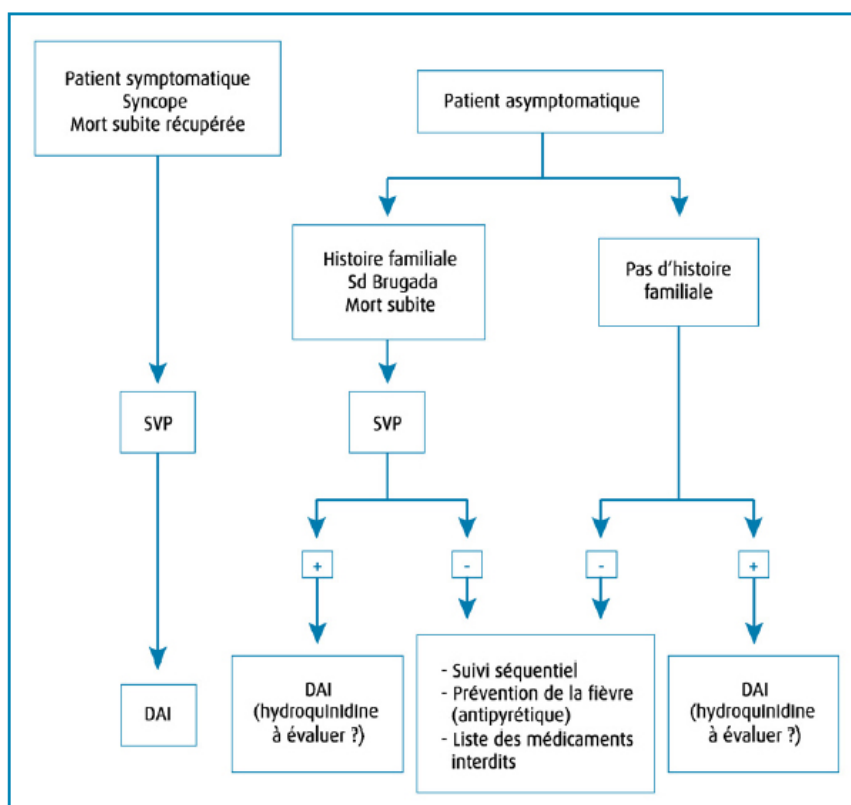 Patient symptomatique
Syncope
Mort subite récupérée
Patient asymptomatique
Histoire familiale
Sd Brugada
Mort subite
Pas d'histoire
familiale
SVP
SVP
+
-
-
+
DAI
DAI
(hydroquinidine
à évaluer ?)
- Suivi séquentiel
- Prévention de la fièvre
(antipyrétique)
- Liste des médicaments
interdits
DAI
(hydroquinidine
à évaluer ?)